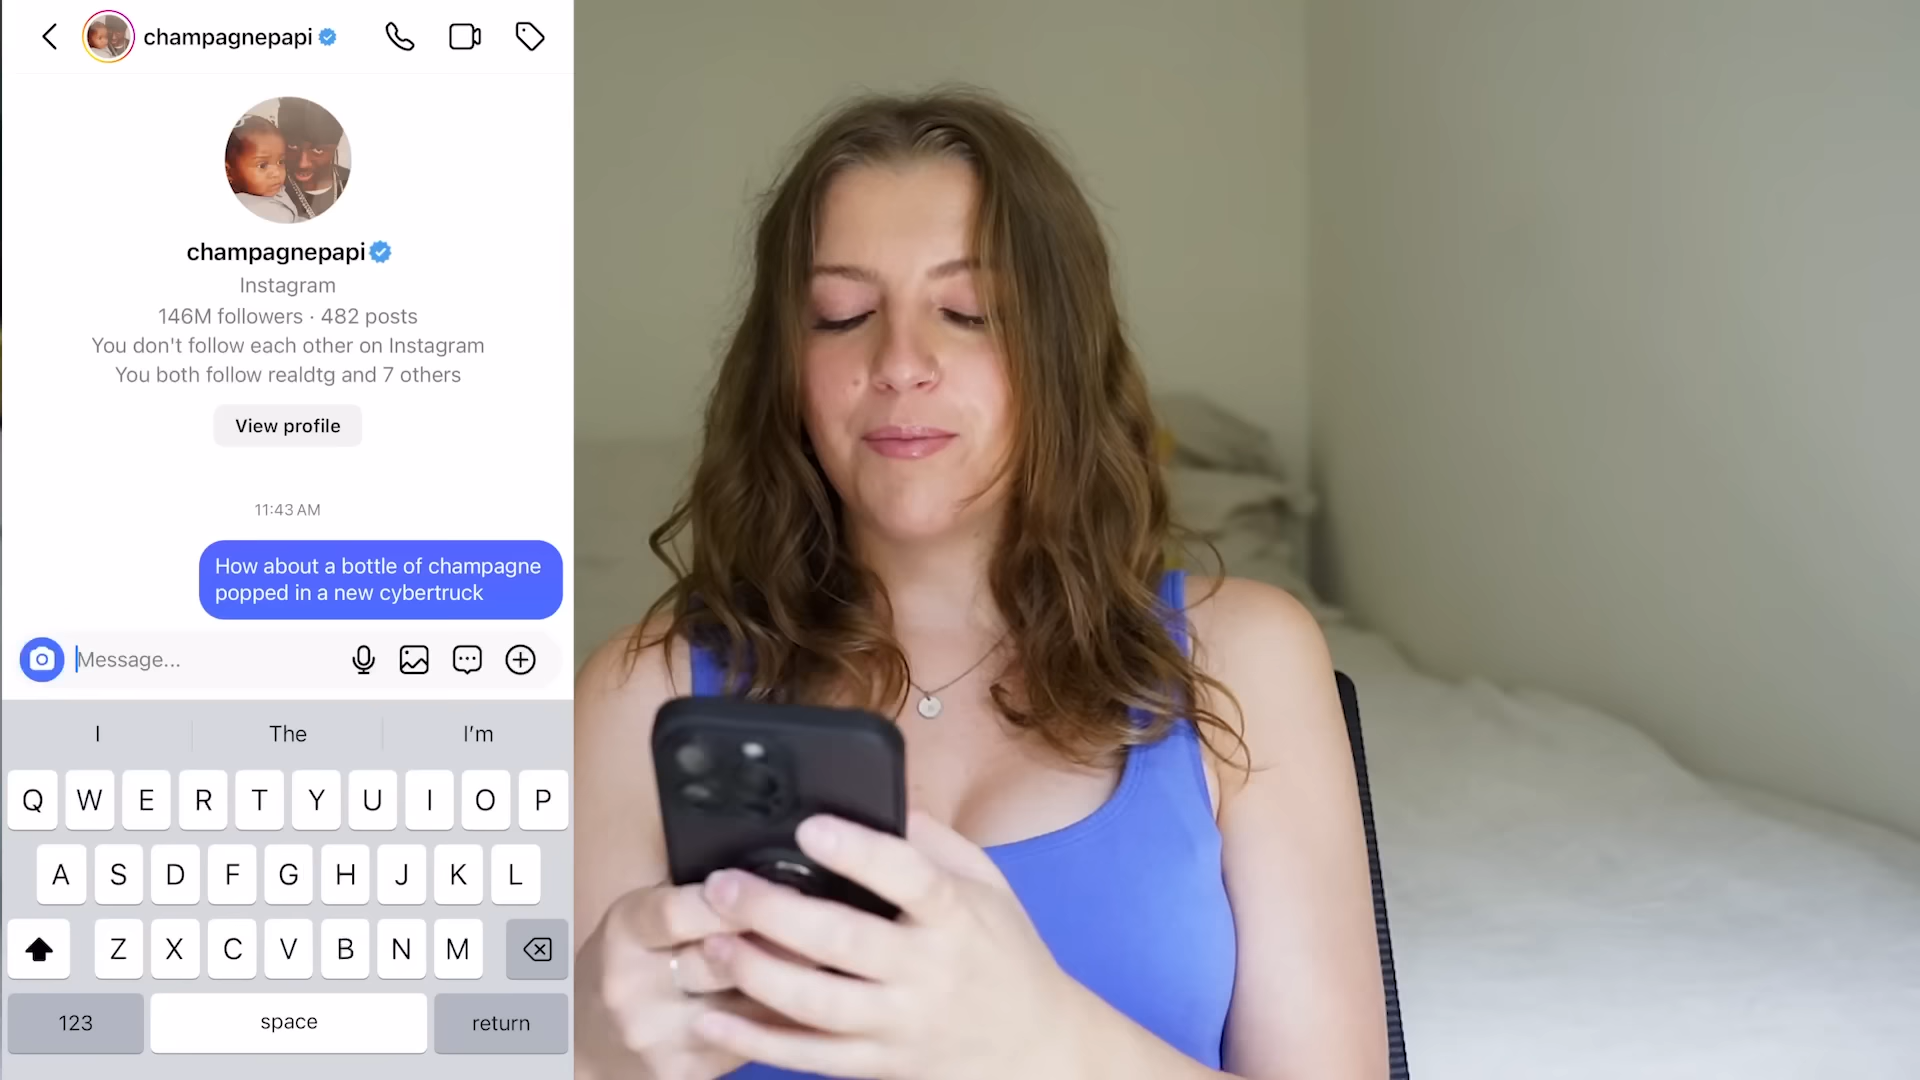 champagnepapi
champagnepapi
Instagram
146M followers · 482 posts
You don't follow each other on Instagram
You both follow realdtg and 7 others
View profile
11:43 AM
How about a bottle of champagne
popped in a new cybertruck
Message...
I The I'm
Q W E R T Y U I O P
A S D F G H J K L
Z X C V B N M
123 space return